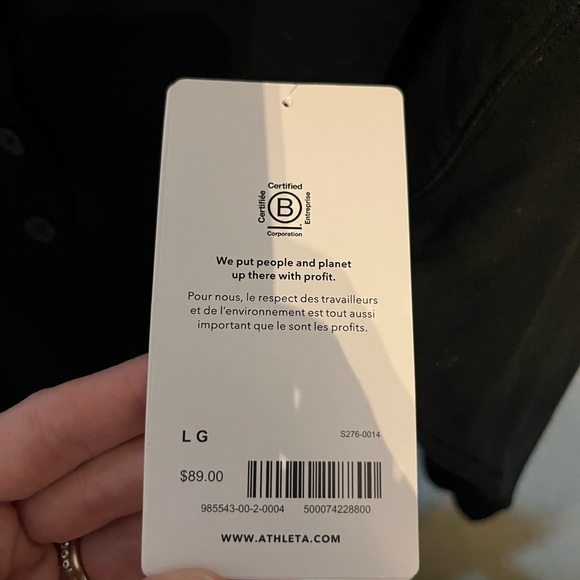 Certified
Certifiée
B
Entreprise
Corporation
We put people and planet
up there with profit.
Pour nous, le respect des travailleurs
et de l'environnement est tout aussi
important que le sont les profits.
LG
S276-0014
$89.00
985543-00-2-0004 500074228800
WWW.ATHLETA.COM